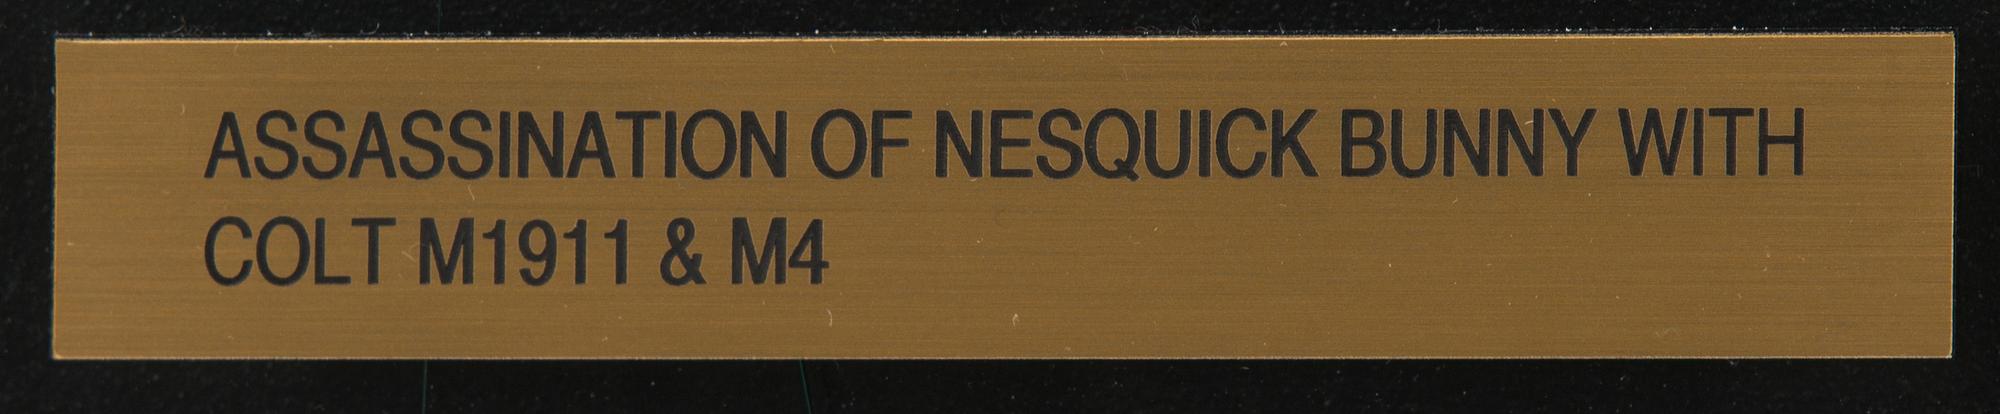 ASSASSINATION OF NESQUICK BUNNY WITH
COLT M1911 & M4